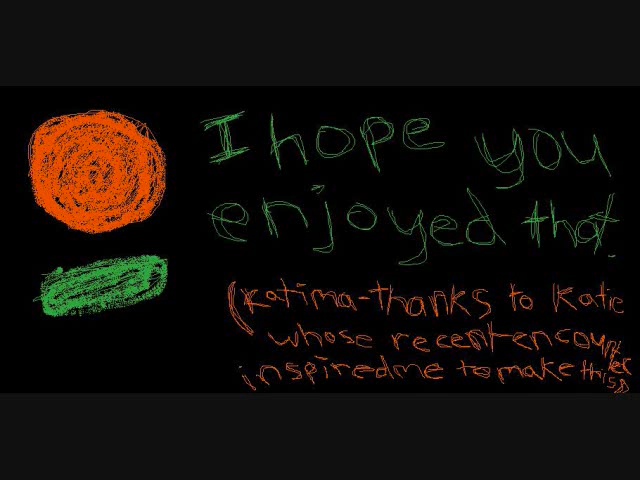 I hope you
enjoyed that.
(Katima-thanks to Katie
whose recent encounter
inspired me to make this